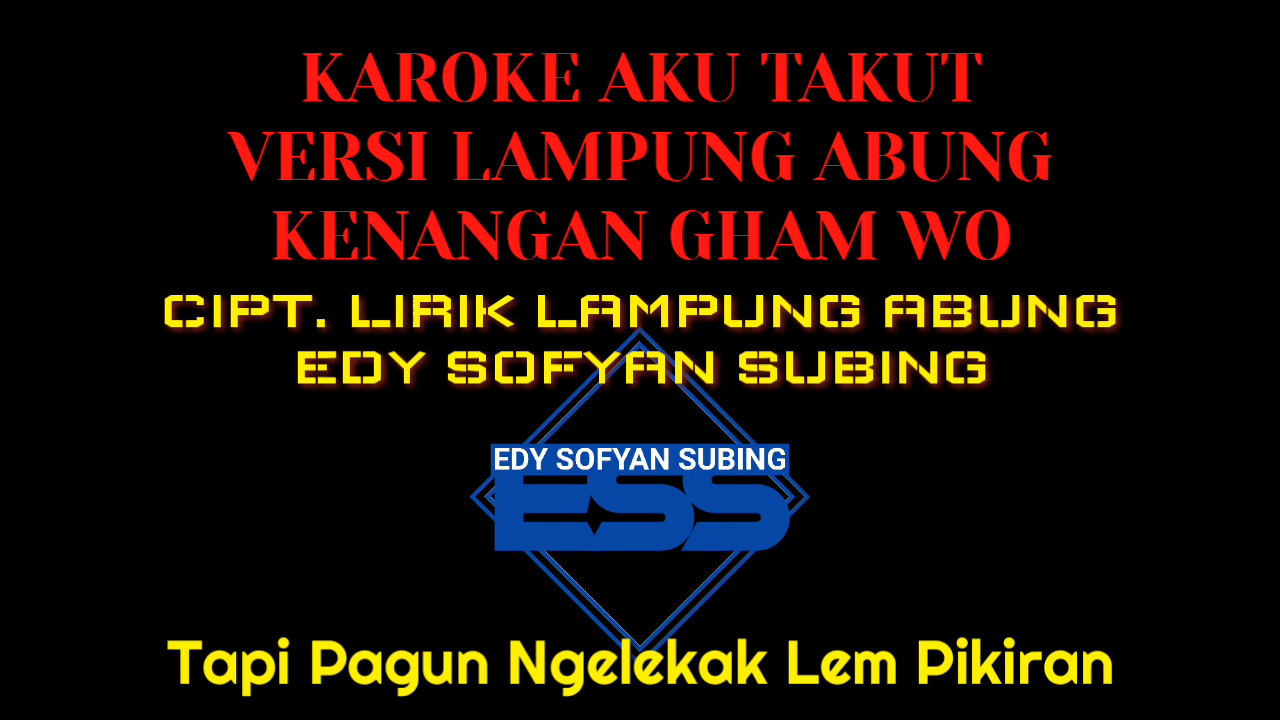 KAROKE AKU TAKUT
VERSI LAMPUNG ABUNG
KENANGAN GHAM WO
CIPT. LIRIK LAMPUNG ABUNG
EDY SOFYAN SUBING
EDY SOFYAN SUBING
ESS
Tapi Pagun Ngelekak Lem Pikiran